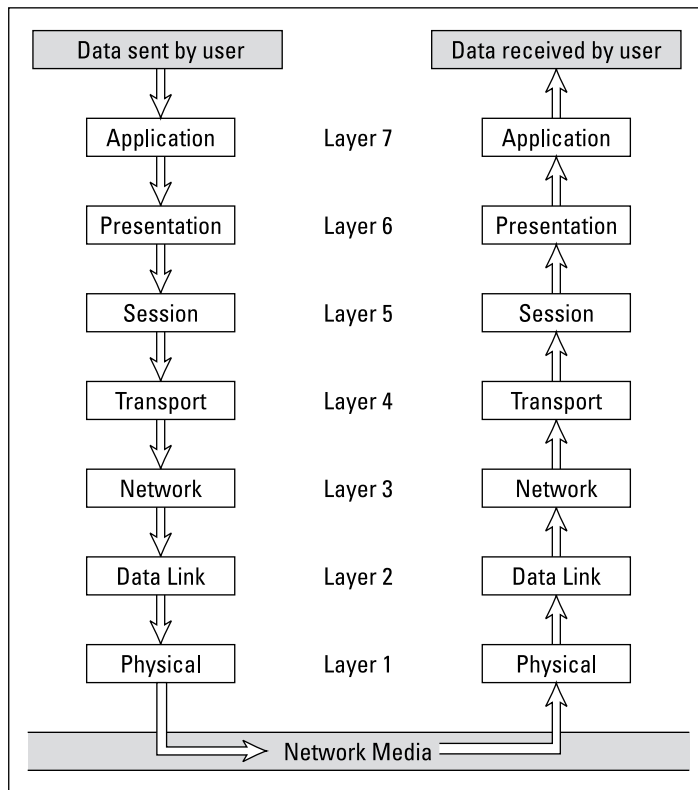 Data sent by user
Data received by user
Application
Layer 7
Application
Presentation
Layer 6
Presentation
Session
Layer 5
Session
Transport
Layer 4
Transport
Network
Layer 3
Network
Data Link
Layer 2
Data Link
Physical
Layer 1
Physical
Network Media